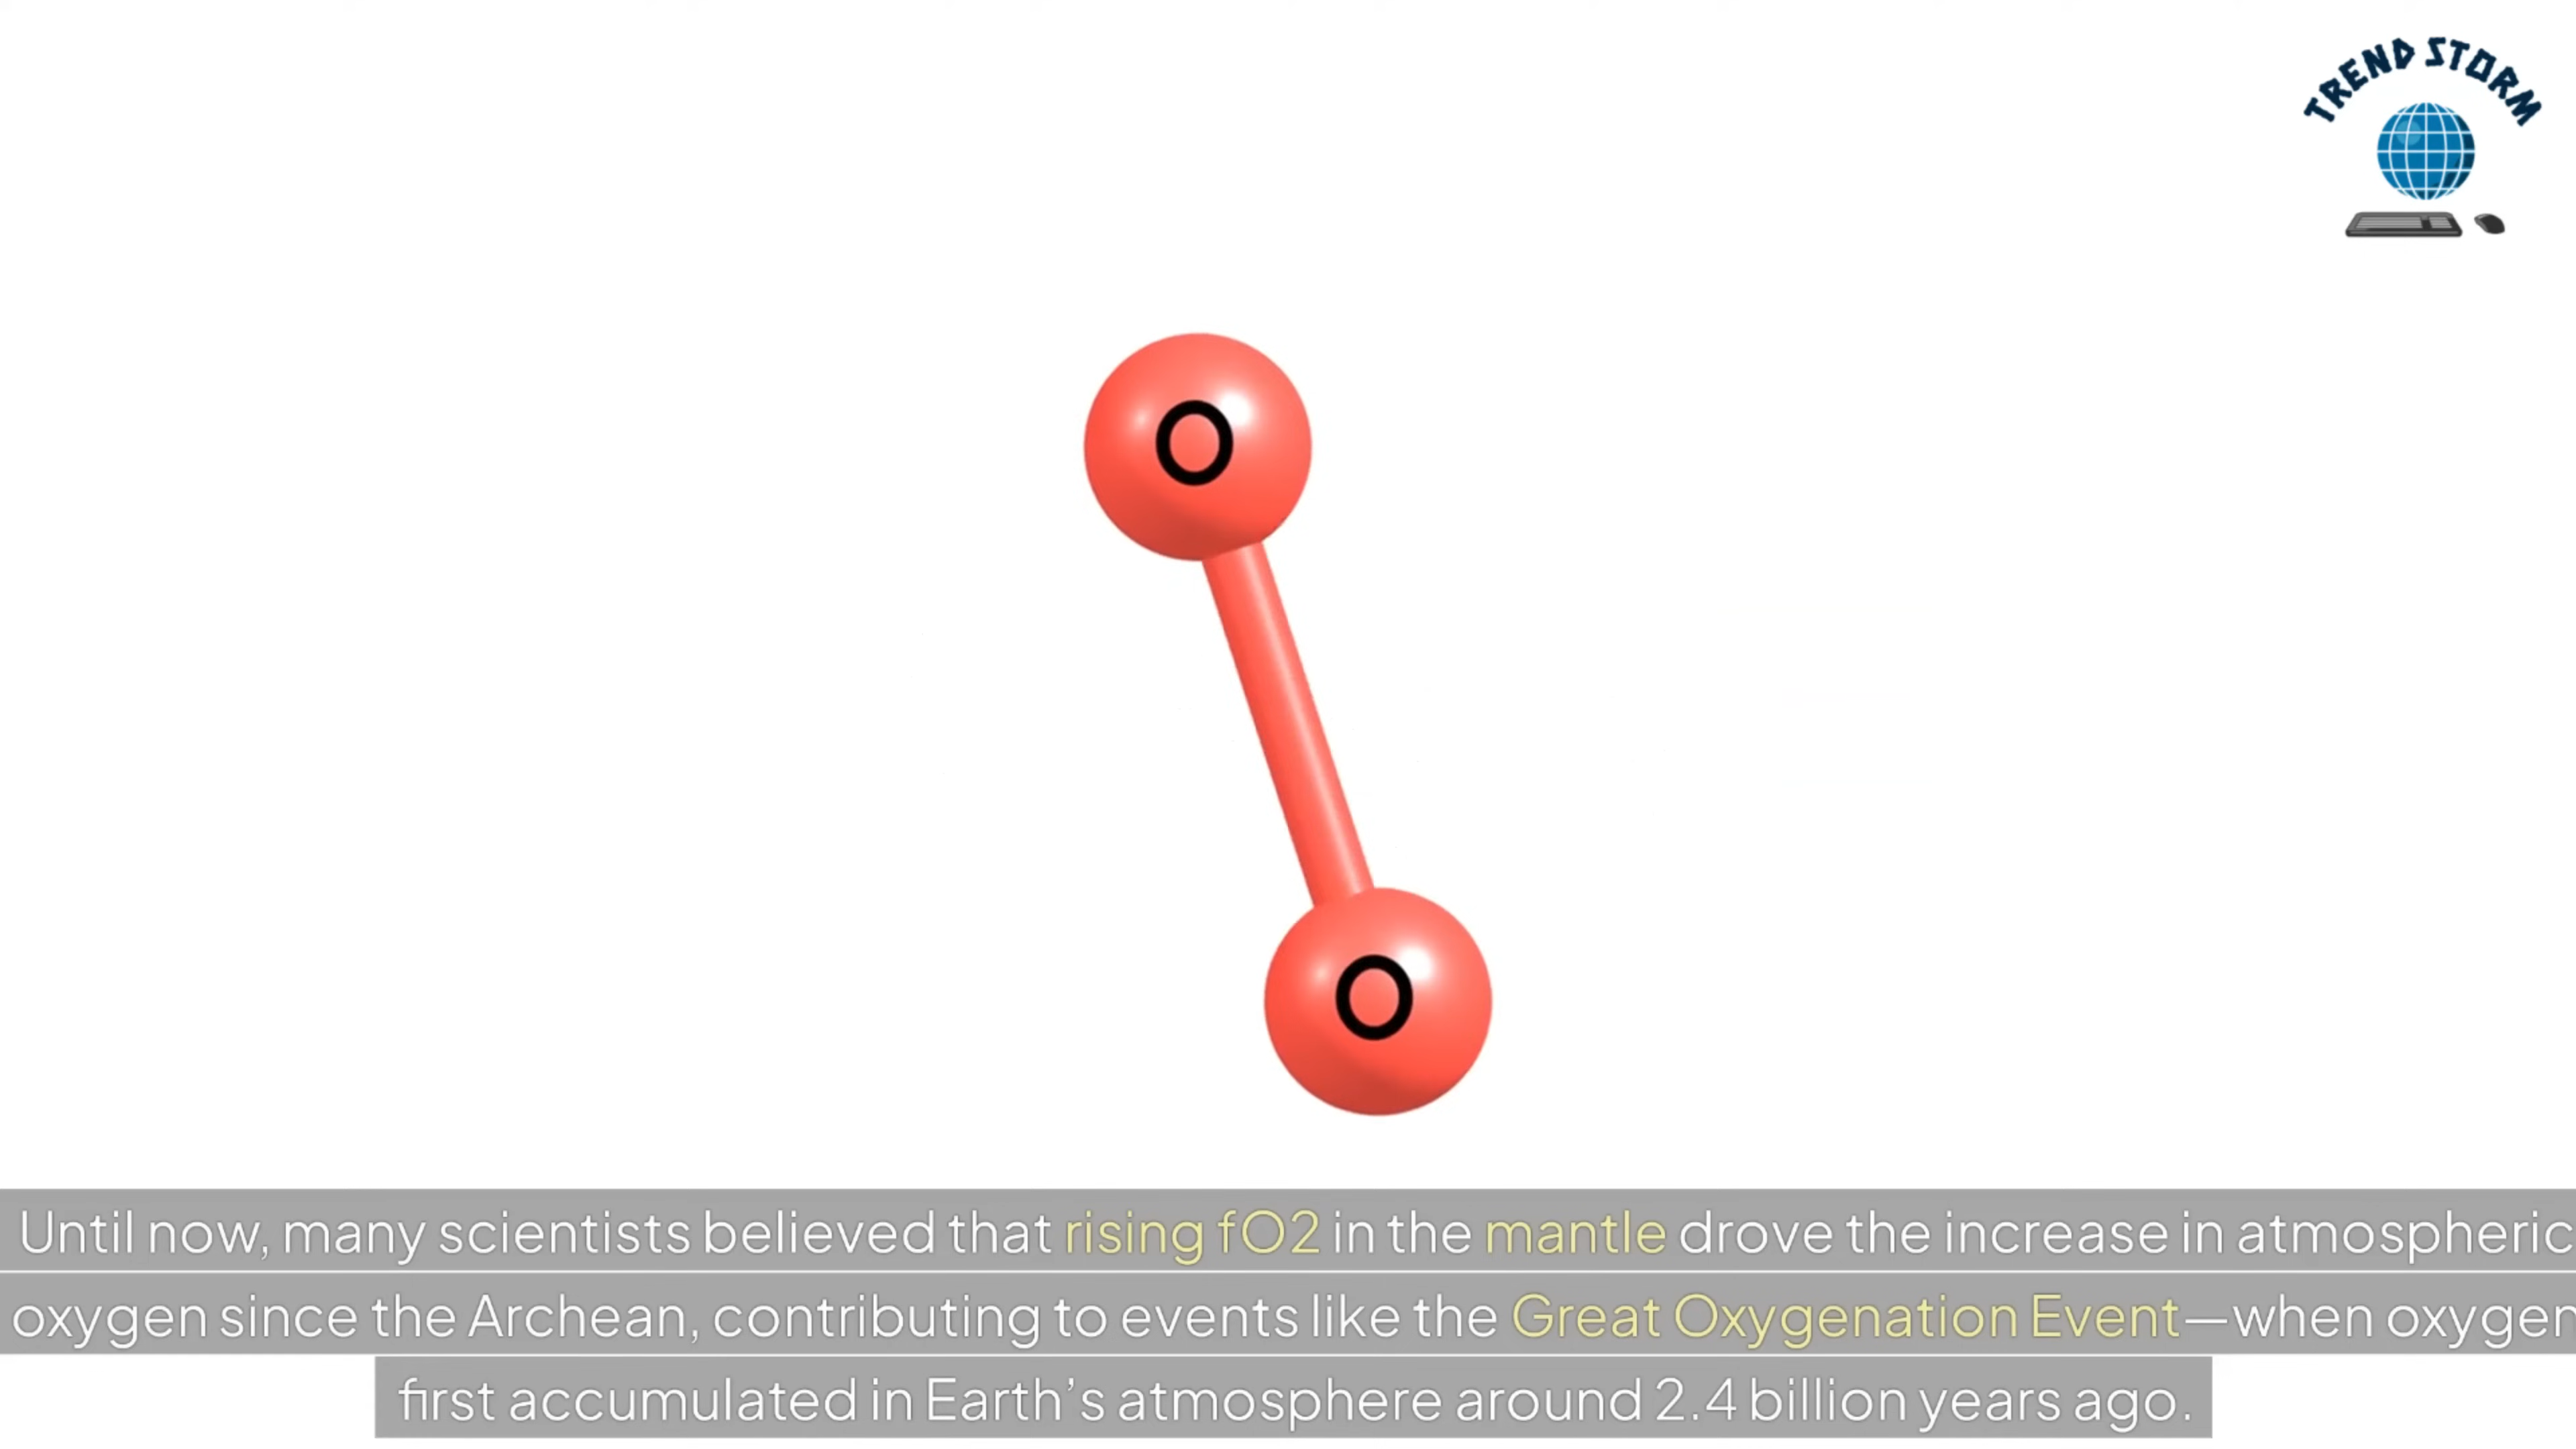 TREND STORM
O
O
Until now, many scientists believed that rising fO2 in the mantle drove the increase in atmospheric
oxygen since the Archean, contributing to events like the Great Oxygenation Event—when oxygen
first accumulated in Earth’s atmosphere around 2.4 billion years ago.